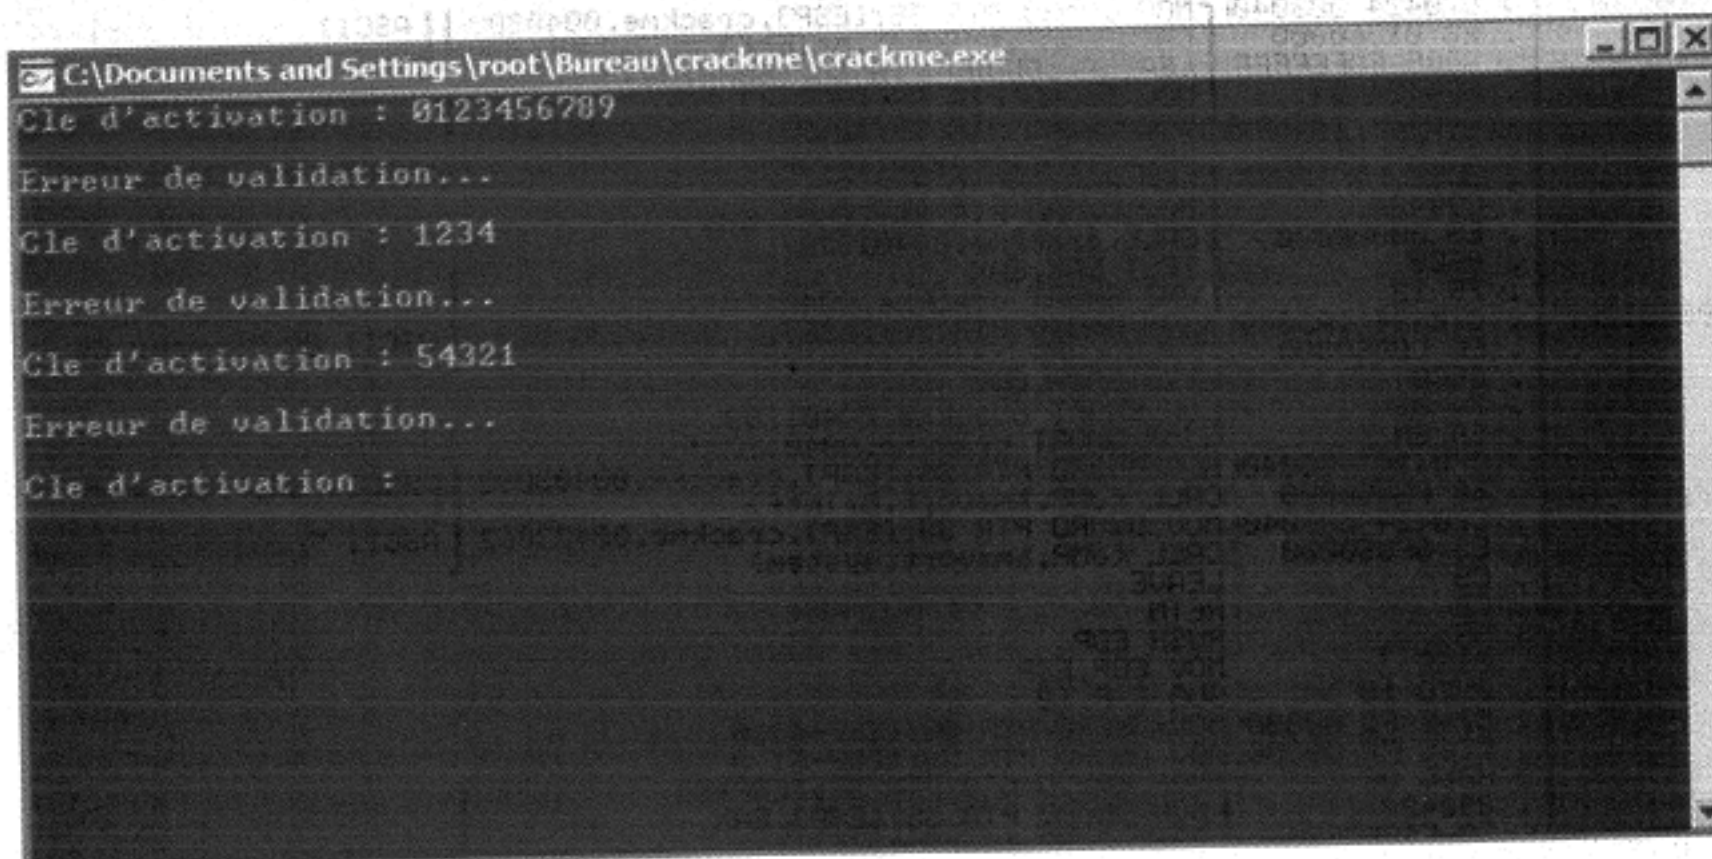 C:\Documents and Settings\root\Bureau\crackme\crackme.exe
Cle d'activation : 0123456789
Erreur de validation...
Cle d'activation : 1234
Erreur de validation...
Cle d'activation : 54321
Erreur de validation...
Cle d'activation :